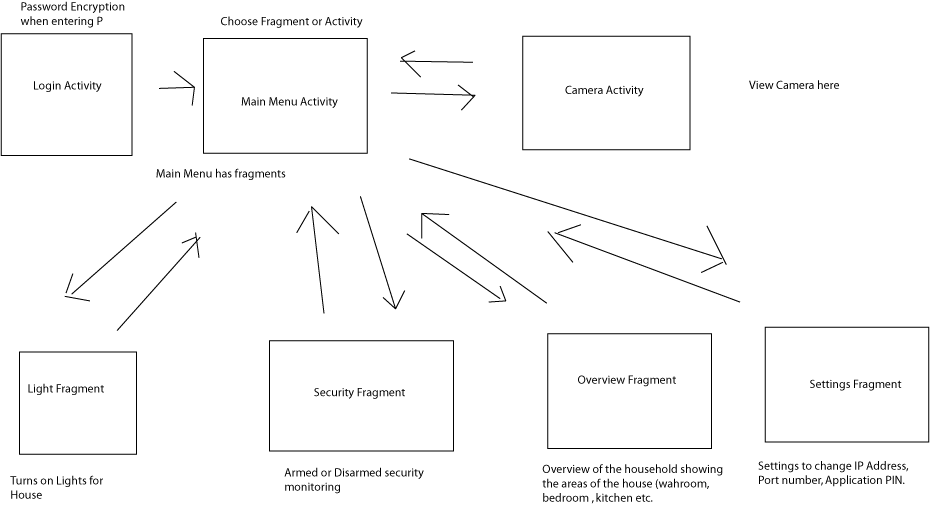 Password Encryption
when entering P
Choose Fragment or Activity
Login Activity
Main Menu Activity
Camera Activity
View Camera here
Main Menu has fragments
Light Fragment
Security Fragment
Overview Fragment
Settings Fragment
Turns on Lights for
House
Armed or Disarmed security
monitoring
Overview of the household showing
the areas of the house (wahroom,
bedroom , kitchen etc.
Settings to change IP Address,
Port number, Application PIN.